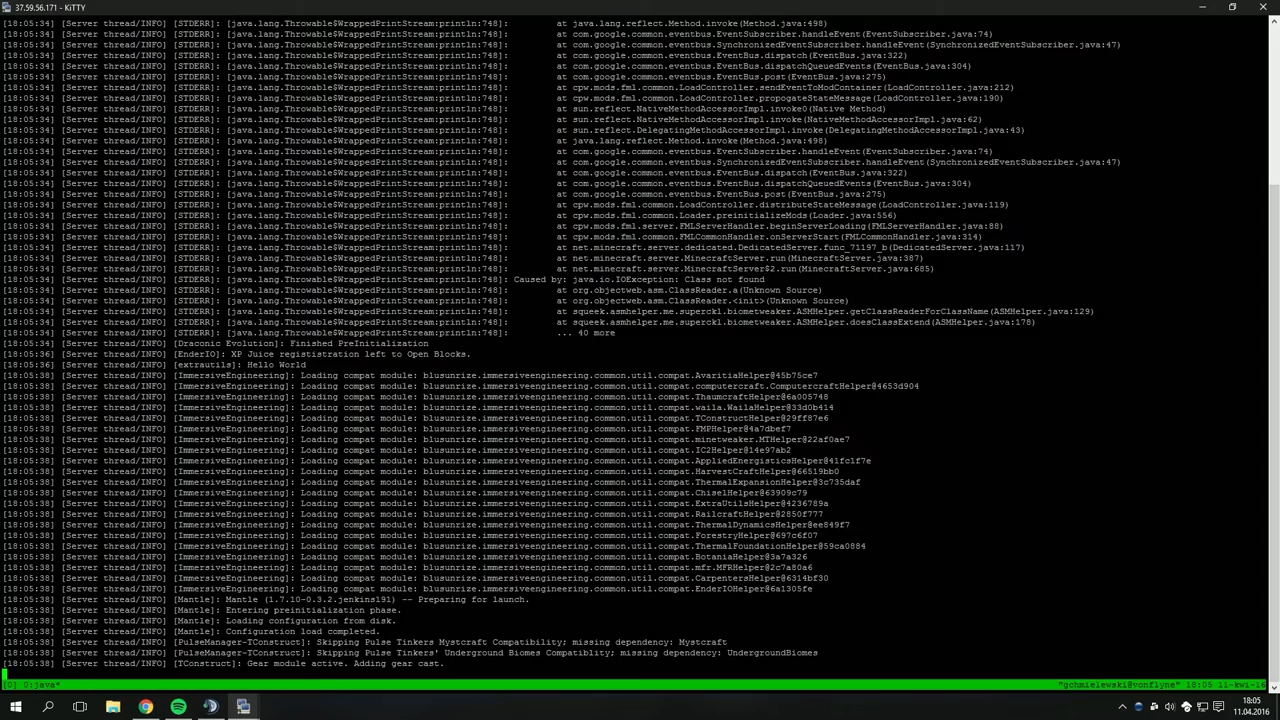 37.59.56.171 - KiTTY
[18:05:34] [Server thread/INFO] [STDERR]: [java.lang.Throwable$WrappedPrintStream:println:748]: at java.lang.reflect.Method.invoke(Method.java:498)
[18:05:34] [Server thread/INFO] [STDERR]: [java.lang.Throwable$WrappedPrintStream:println:748]: at com.google.common.eventbus.EventSubscriber.handleEvent(EventSubscriber.java:74)
[18:05:34] [Server thread/INFO] [STDERR]: [java.lang.Throwable$WrappedPrintStream:println:748]: at com.google.common.eventbus.SynchronizedEventSubscriber.handleEvent(SynchronizedEventSubscriber.java:47)
[18:05:34] [Server thread/INFO] [STDERR]: [java.lang.Throwable$WrappedPrintStream:println:748]: at com.google.common.eventbus.EventBus.dispatch(EventBus.java:322)
[18:05:34] [Server thread/INFO] [STDERR]: [java.lang.Throwable$WrappedPrintStream:println:748]: at com.google.common.eventbus.EventBus.dispatchQueuedEvents(EventBus.java:304)
[18:05:34] [Server thread/INFO] [STDERR]: [java.lang.Throwable$WrappedPrintStream:println:748]: at com.google.common.eventbus.EventBus.post(EventBus.java:275)
[18:05:34] [Server thread/INFO] [STDERR]: [java.lang.Throwable$WrappedPrintStream:println:748]: at cpw.mods.fml.common.LoadController.sendEventToModContainer(LoadController.java:212)
[18:05:34] [Server thread/INFO] [STDERR]: [java.lang.Throwable$WrappedPrintStream:println:748]: at cpw.mods.fml.common.LoadController.propogateStateMessage(LoadController.java:190)
[18:05:34] [Server thread/INFO] [STDERR]: [java.lang.Throwable$WrappedPrintStream:println:748]: at sun.reflect.NativeMethodAccessorImpl.invoke0(Native Method)
[18:05:34] [Server thread/INFO] [STDERR]: [java.lang.Throwable$WrappedPrintStream:println:748]: at sun.reflect.NativeMethodAccessorImpl.invoke(NativeMethodAccessorImpl.java:62)
[18:05:34] [Server thread/INFO] [STDERR]: [java.lang.Throwable$WrappedPrintStream:println:748]: at sun.reflect.DelegatingMethodAccessorImpl.invoke(DelegatingMethodAccessorImpl.java:43)
[18:05:34] [Server thread/INFO] [STDERR]: [java.lang.Throwable$WrappedPrintStream:println:748]: at java.lang.reflect.Method.invoke(Method.java:498)
[18:05:34] [Server thread/INFO] [STDERR]: [java.lang.Throwable$WrappedPrintStream:println:748]: at com.google.common.eventbus.EventSubscriber.handleEvent(EventSubscriber.java:74)
[18:05:34] [Server thread/INFO] [STDERR]: [java.lang.Throwable$WrappedPrintStream:println:748]: at com.google.common.eventbus.SynchronizedEventSubscriber.handleEvent(SynchronizedEventSubscriber.java:47)
[18:05:34] [Server thread/INFO] [STDERR]: [java.lang.Throwable$WrappedPrintStream:println:748]: at com.google.common.eventbus.EventBus.dispatch(EventBus.java:322)
[18:05:34] [Server thread/INFO] [STDERR]: [java.lang.Throwable$WrappedPrintStream:println:748]: at com.google.common.eventbus.EventBus.dispatchQueuedEvents(EventBus.java:304)
[18:05:34] [Server thread/INFO] [STDERR]: [java.lang.Throwable$WrappedPrintStream:println:748]: at com.google.common.eventbus.EventBus.post(EventBus.java:275)
[18:05:34] [Server thread/INFO] [STDERR]: [java.lang.Throwable$WrappedPrintStream:println:748]: at cpw.mods.fml.common.LoadController.distributeStateMessage(LoadController.java:119)
[18:05:34] [Server thread/INFO] [STDERR]: [java.lang.Throwable$WrappedPrintStream:println:748]: at cpw.mods.fml.common.Loader.preinitializeMods(Loader.java:556)
[18:05:34] [Server thread/INFO] [STDERR]: [java.lang.Throwable$WrappedPrintStream:println:748]: at cpw.mods.fml.server.FMLServerHandler.beginServerLoading(FMLServerHandler.java:88)
[18:05:34] [Server thread/INFO] [STDERR]: [java.lang.Throwable$WrappedPrintStream:println:748]: at cpw.mods.fml.common.FMLCommonHandler.onServerStart(FMLCommonHandler.java:314)
[18:05:34] [Server thread/INFO] [STDERR]: [java.lang.Throwable$WrappedPrintStream:println:748]: at net.minecraft.server.dedicated.DedicatedServer.func_71197_b(DedicatedServer.java:117)
[18:05:34] [Server thread/INFO] [STDERR]: [java.lang.Throwable$WrappedPrintStream:println:748]: at net.minecraft.server.MinecraftServer.run(MinecraftServer.java:387)
[18:05:34] [Server thread/INFO] [STDERR]: [java.lang.Throwable$WrappedPrintStream:println:748]: at net.minecraft.server.MinecraftServer$2.run(MinecraftServer.java:685)
[18:05:34] [Server thread/INFO] [STDERR]: [java.lang.Throwable$WrappedPrintStream:println:748]: Caused by: java.io.IOException: Class not found
[18:05:34] [Server thread/INFO] [STDERR]: [java.lang.Throwable$WrappedPrintStream:println:748]: at org.objectweb.asm.ClassReader.a(Unknown Source)
[18:05:34] [Server thread/INFO] [STDERR]: [java.lang.Throwable$WrappedPrintStream:println:748]: at org.objectweb.asm.ClassReader.<init>(Unknown Source)
[18:05:34] [Server thread/INFO] [STDERR]: [java.lang.Throwable$WrappedPrintStream:println:748]: at squeek.asmhelper.me.superckl.biometweaker.ASMHelper.getClassReaderForClassName(ASMHelper.java:129)
[18:05:34] [Server thread/INFO] [STDERR]: [java.lang.Throwable$WrappedPrintStream:println:748]: at squeek.asmhelper.me.superckl.biometweaker.ASMHelper.doesClassExtend(ASMHelper.java:178)
[18:05:34] [Server thread/INFO] [STDERR]: [java.lang.Throwable$WrappedPrintStream:println:748]: ... 40 more
[18:05:34] [Server thread/INFO] [Draconic Evolution]: Finished PreInitialization
[18:05:36] [Server thread/INFO] [EnderIO]: XP Juice regististration left to Open Blocks.
[18:05:36] [Server thread/INFO] [extrautils]: Hello World
[18:05:38] [Server thread/INFO] [ImmersiveEngineering]: Loading compat module: blusunrize.immersiveengineering.common.util.compat.AvaritiaHelper@45b75ce7
[18:05:38] [Server thread/INFO] [ImmersiveEngineering]: Loading compat module: blusunrize.immersiveengineering.common.util.compat.computercraft.ComputercraftHelper@4653d904
[18:05:38] [Server thread/INFO] [ImmersiveEngineering]: Loading compat module: blusunrize.immersiveengineering.common.util.compat.ThaumcraftHelper@6a005748
[18:05:38] [Server thread/INFO] [ImmersiveEngineering]: Loading compat module: blusunrize.immersiveengineering.common.util.compat.waila.WailaHelper@33d0b414
[18:05:38] [Server thread/INFO] [ImmersiveEngineering]: Loading compat module: blusunrize.immersiveengineering.common.util.compat.TConstructHelper@29ff87e6
[18:05:38] [Server thread/INFO] [ImmersiveEngineering]: Loading compat module: blusunrize.immersiveengineering.common.util.compat.FMPHelper@4a7dbef7
[18:05:38] [Server thread/INFO] [ImmersiveEngineering]: Loading compat module: blusunrize.immersiveengineering.common.util.compat.minetweaker.MTHelper@22af0ae7
[18:05:38] [Server thread/INFO] [ImmersiveEngineering]: Loading compat module: blusunrize.immersiveengineering.common.util.compat.IC2Helper@14e97ab2
[18:05:38] [Server thread/INFO] [ImmersiveEngineering]: Loading compat module: blusunrize.immersiveengineering.common.util.compat.AppliedEnergisticsHelper@41fc1f7e
[18:05:38] [Server thread/INFO] [ImmersiveEngineering]: Loading compat module: blusunrize.immersiveengineering.common.util.compat.HarvestCraftHelper@66519bb0
[18:05:38] [Server thread/INFO] [ImmersiveEngineering]: Loading compat module: blusunrize.immersiveengineering.common.util.compat.ThermalExpansionHelper@3c735daf
[18:05:38] [Server thread/INFO] [ImmersiveEngineering]: Loading compat module: blusunrize.immersiveengineering.common.util.compat.ChiselHelper@63909c79
[18:05:38] [Server thread/INFO] [ImmersiveEngineering]: Loading compat module: blusunrize.immersiveengineering.common.util.compat.ExtraUtilsHelper@4236789a
[18:05:38] [Server thread/INFO] [ImmersiveEngineering]: Loading compat module: blusunrize.immersiveengineering.common.util.compat.RailcraftHelper@2850f777
[18:05:38] [Server thread/INFO] [ImmersiveEngineering]: Loading compat module: blusunrize.immersiveengineering.common.util.compat.ThermalDynamicsHelper@ee849f7
[18:05:38] [Server thread/INFO] [ImmersiveEngineering]: Loading compat module: blusunrize.immersiveengineering.common.util.compat.ForestryHelper@697c6f07
[18:05:38] [Server thread/INFO] [ImmersiveEngineering]: Loading compat module: blusunrize.immersiveengineering.common.util.compat.ThermalFoundationHelper@59ca0884
[18:05:38] [Server thread/INFO] [ImmersiveEngineering]: Loading compat module: blusunrize.immersiveengineering.common.util.compat.BotaniaHelper@3a7a326
[18:05:38] [Server thread/INFO] [ImmersiveEngineering]: Loading compat module: blusunrize.immersiveengineering.common.util.compat.mfr.MFRHelper@2c7a80a6
[18:05:38] [Server thread/INFO] [ImmersiveEngineering]: Loading compat module: blusunrize.immersiveengineering.common.util.compat.CarpentersHelper@6314bf30
[18:05:38] [Server thread/INFO] [ImmersiveEngineering]: Loading compat module: blusunrize.immersiveengineering.common.util.compat.EnderIOHelper@6a1305fe
[18:05:38] [Server thread/INFO] [Mantle]: Mantle (1.7.10-0.3.2.jenkins191) -- Preparing for launch.
[18:05:38] [Server thread/INFO] [Mantle]: Entering preinitialization phase.
[18:05:38] [Server thread/INFO] [Mantle]: Loading configuration from disk.
[18:05:38] [Server thread/INFO] [Mantle]: Configuration load completed.
[18:05:38] [Server thread/INFO] [PulseManager-TConstruct]: Skipping Pulse Tinkers Mystcraft Compatibility; missing dependency: Mystcraft
[18:05:38] [Server thread/INFO] [PulseManager-TConstruct]: Skipping Pulse Tinkers' Underground Biomes Compatiblity; missing dependency: UndergroundBiomes
[18:05:38] [Server thread/INFO] [TConstruct]: Gear module active. Adding gear cast.
[0] 0:java* "gchmielewski@vonflyne" 18:05 11-kwi-16
18:05
11.04.2016